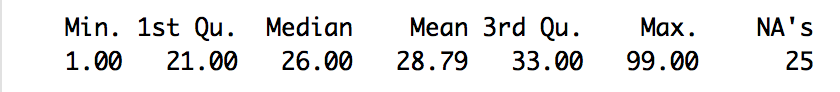 Min. 1st Qu. Median Mean 3rd Qu. Max. NA's
1.00 21.00 26.00 28.79 33.00 99.00 25